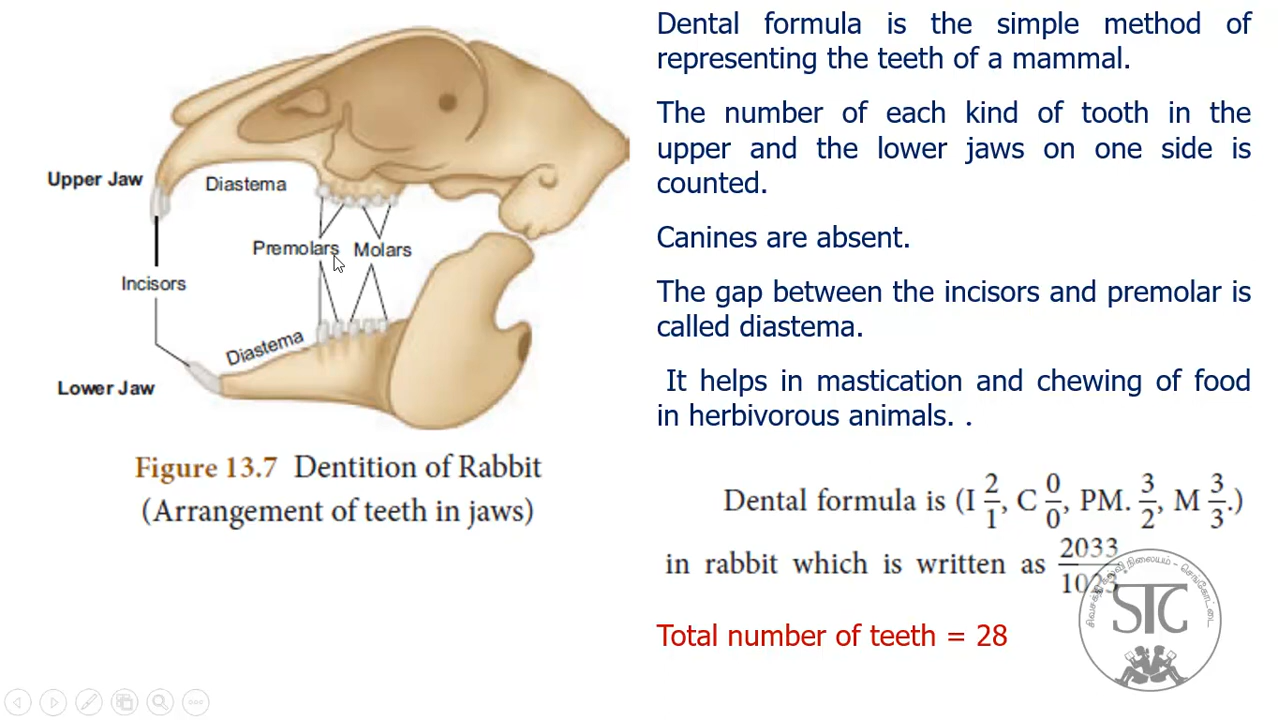 Dental formula is the simple method of
representing the teeth of a mammal.
The number of each kind of tooth in the
upper and the lower jaws on one side is
counted.
Canines are absent.
The gap between the incisors and premolar is
called diastema.
It helps in mastication and chewing of food
in herbivorous animals. .
Dental formula is (I 2/1, C 0/0, PM. 3/2, M 3/3.)
in rabbit which is written as 2033/1023
Total number of teeth = 28
Upper Jaw
Diastema
Premolars Molars
Incisors
Diastema
Lower Jaw
Figure 13.7 Dentition of Rabbit
(Arrangement of teeth in jaws)
STC